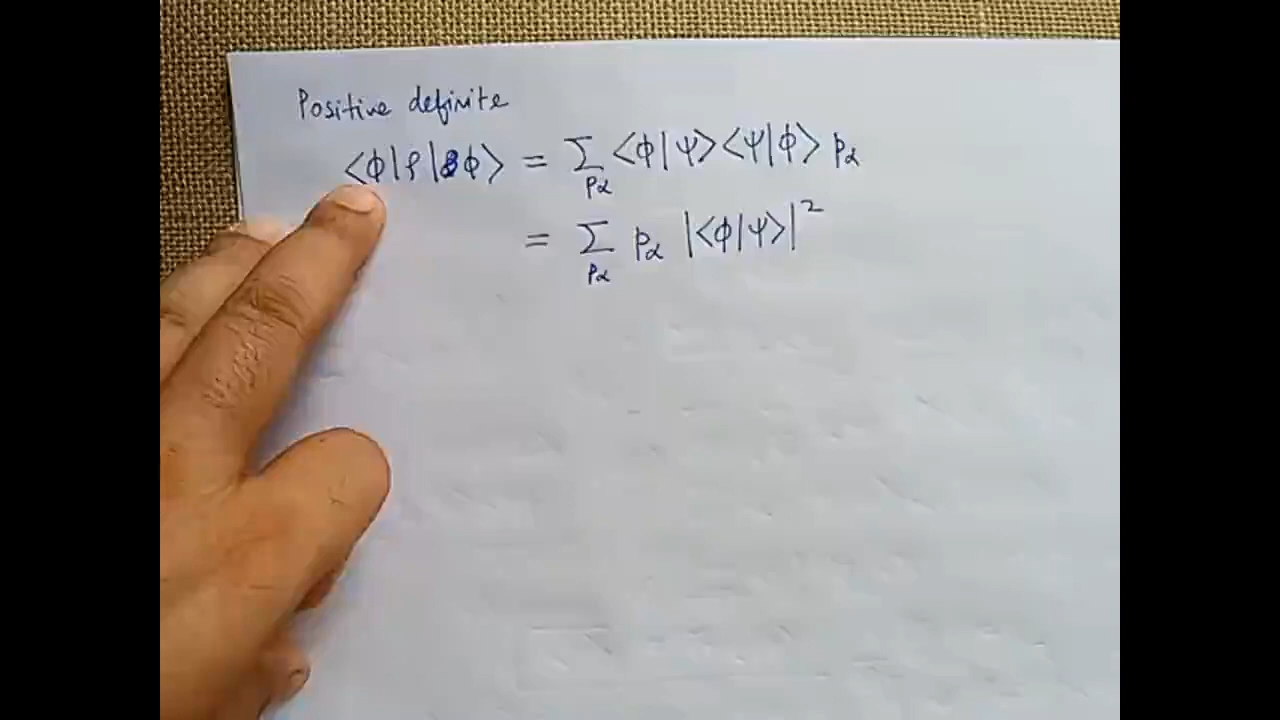 Positive definite
<ϕ|ρ|ϕ> = Σ_{pα} <ϕ|ψ><ψ|ϕ> pα
= Σ_{pα} pα |<ϕ|ψ>|²